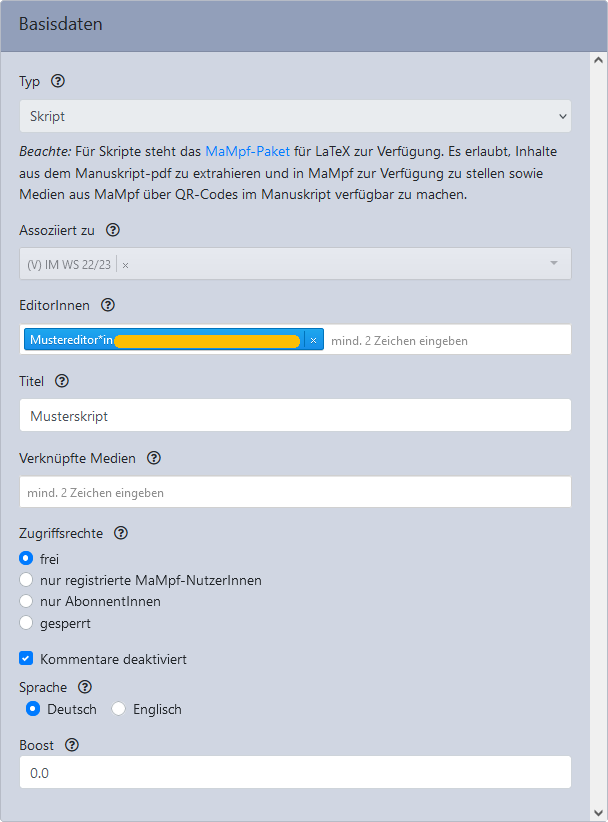 Basisdaten
Typ
Skript
Beachte: Für Skripte steht das MaMpf-Paket für LaTeX zur Verfügung. Es erlaubt, Inhalte
aus dem Manuskript-pdf zu extrahieren und in MaMpf zur Verfügung zu stellen sowie
Medien aus MaMpf über QR-Codes im Manuskript verfügbar zu machen.
Assoziiert zu
(V) IM WS 22/23 ×
EditorInnen
Mustereditor*in × mind. 2 Zeichen eingeben
Titel
Musterskript
Verknüpfte Medien
mind. 2 Zeichen eingeben
Zugriffsrechte
frei
nur registrierte MaMpf-NutzerInnen
nur AbonnentInnen
gesperrt
Kommentare deaktiviert
Sprache
Deutsch Englisch
Boost
0.0